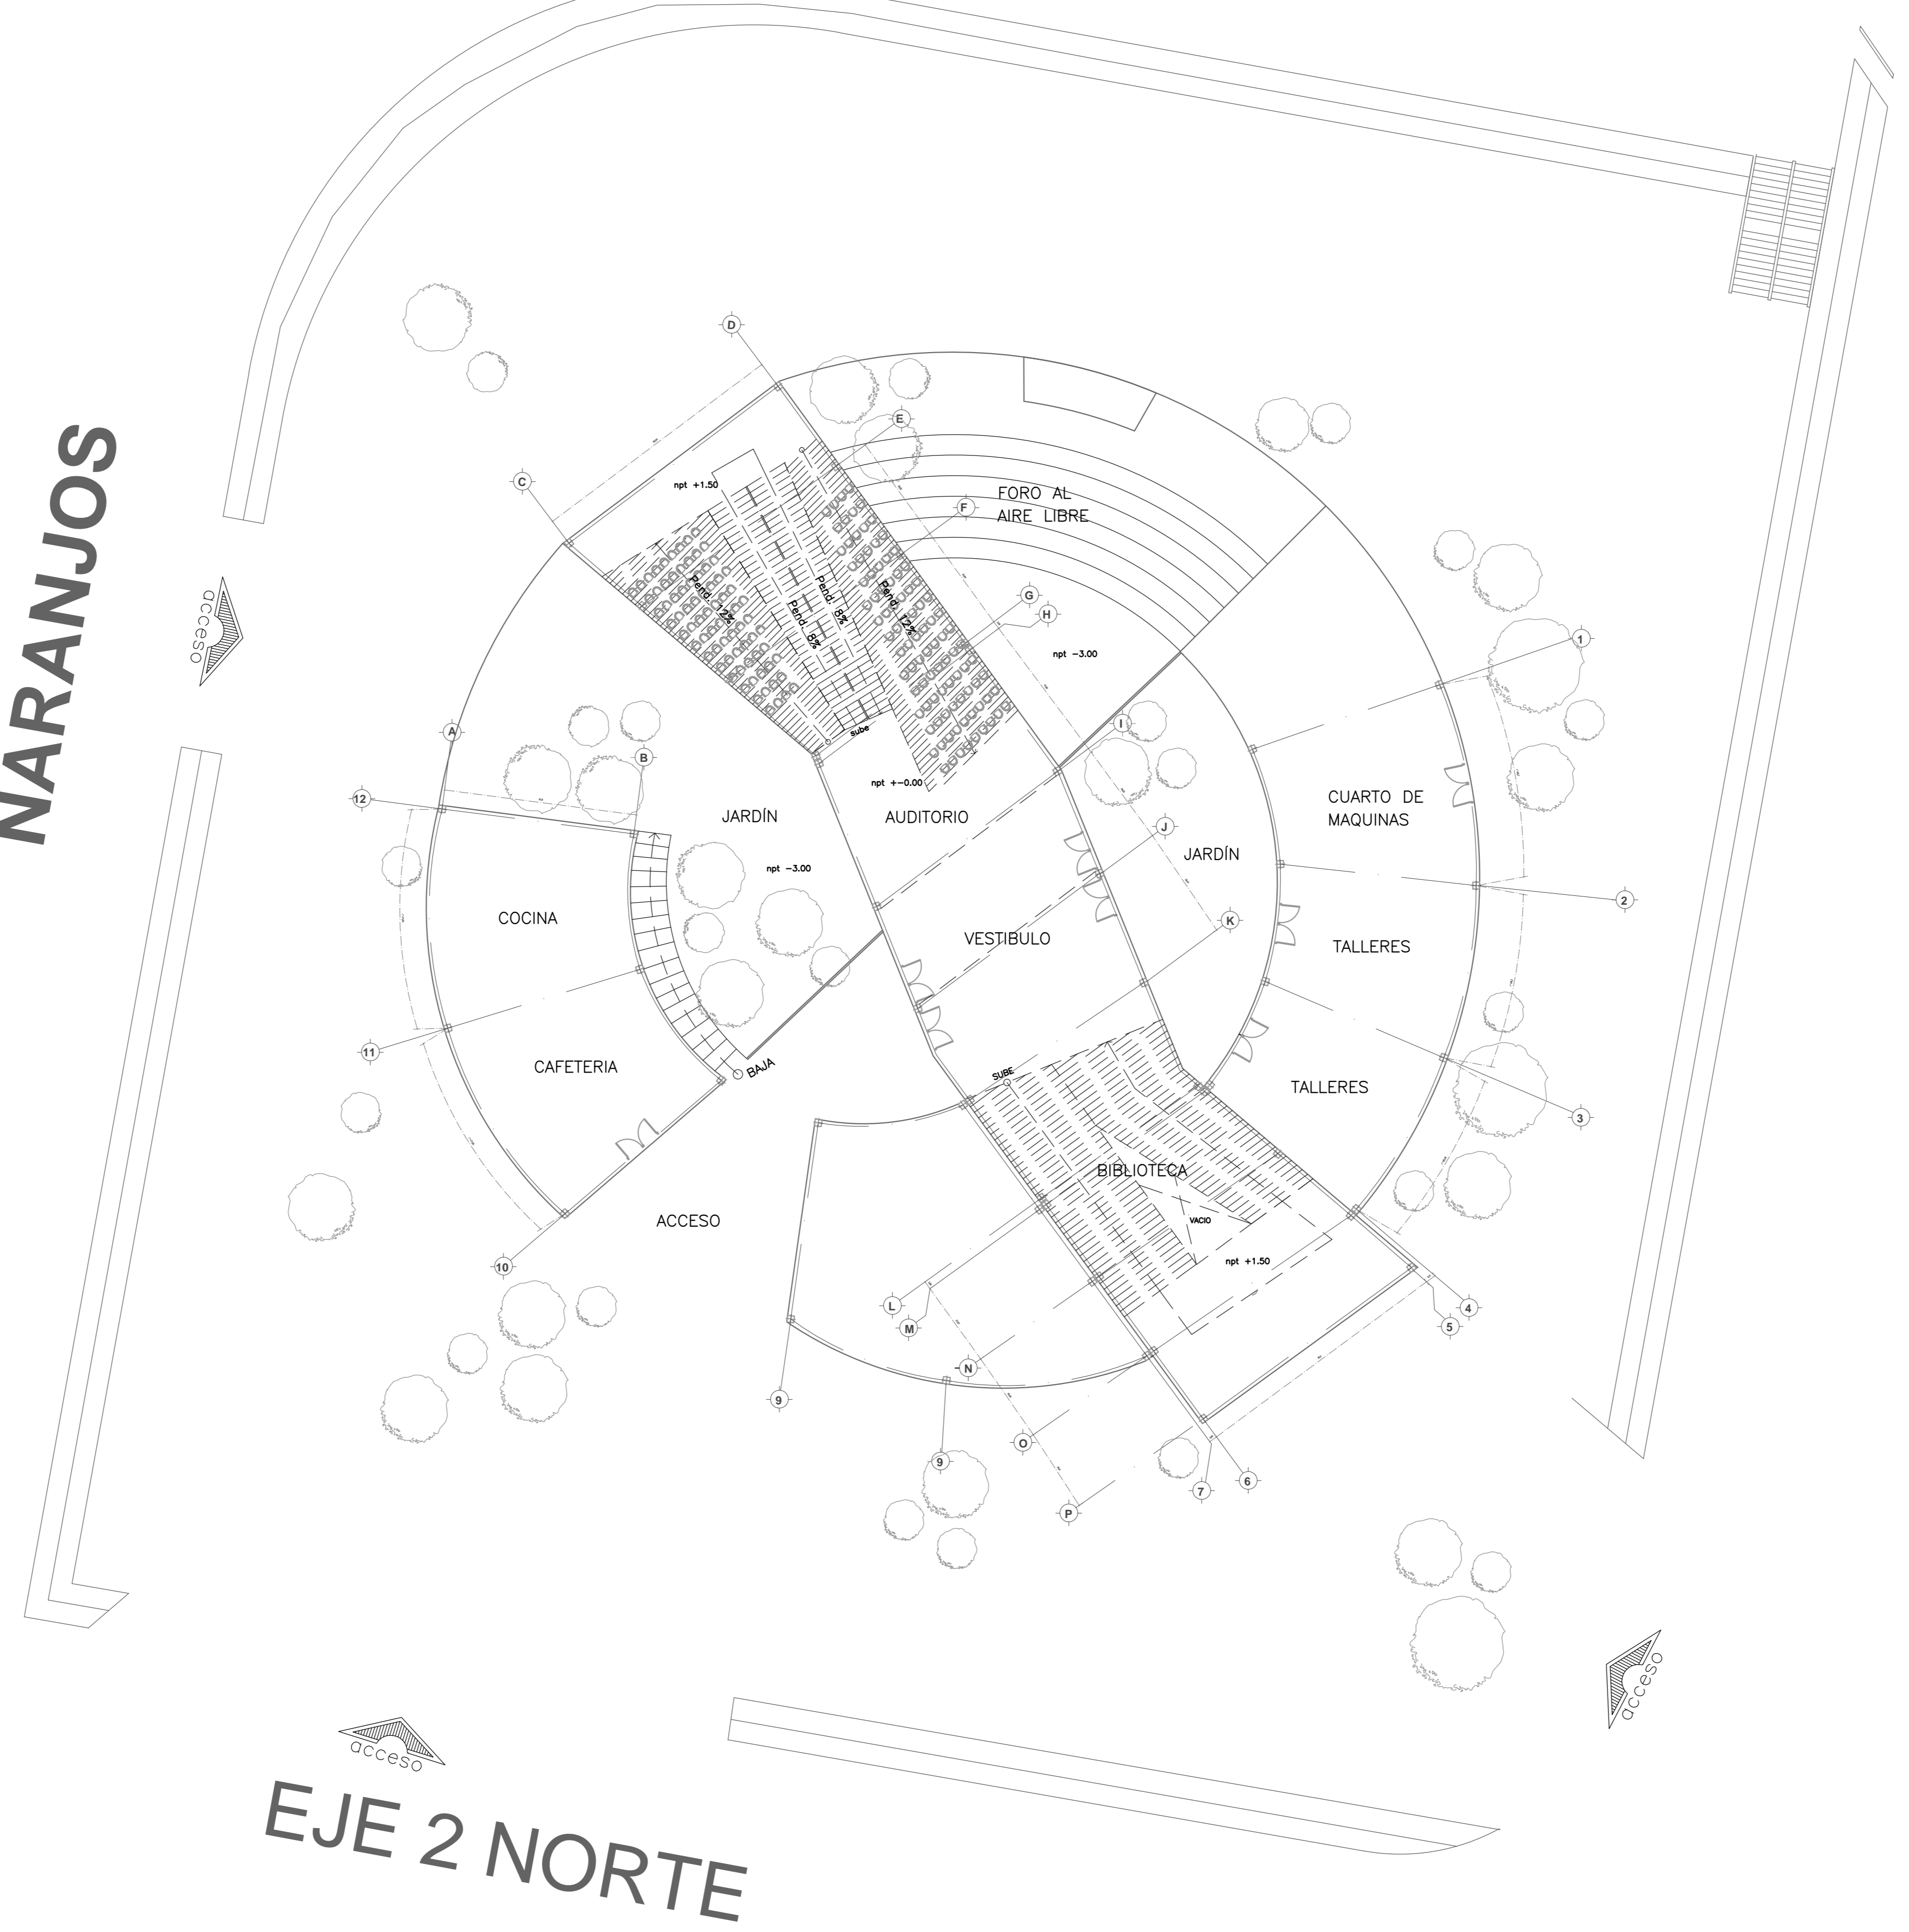 NARANJOS
acceso
D
E
C
npt +1.50
FORO AL
AIRE LIBRE
F
Pend. 12%
Pend. 8%
Pend. 8%
Pend. 12%
G
H
1
npt -3.00
A
B
I
sube
12
npt +-0.00
JARDÍN
AUDITORIO
CUARTO DE
MAQUINAS
J
JARDÍN
npt -3.00
2
COCINA
K
VESTIBULO
TALLERES
11
CAFETERIA
BAJA
SUBE
TALLERES
3
BIBLIOTECA
ACCESO
VACIO
10
npt +1.50
L
M
4
5
N
9
O
9
6
7
P
acceso
acceso
EJE 2 NORTE